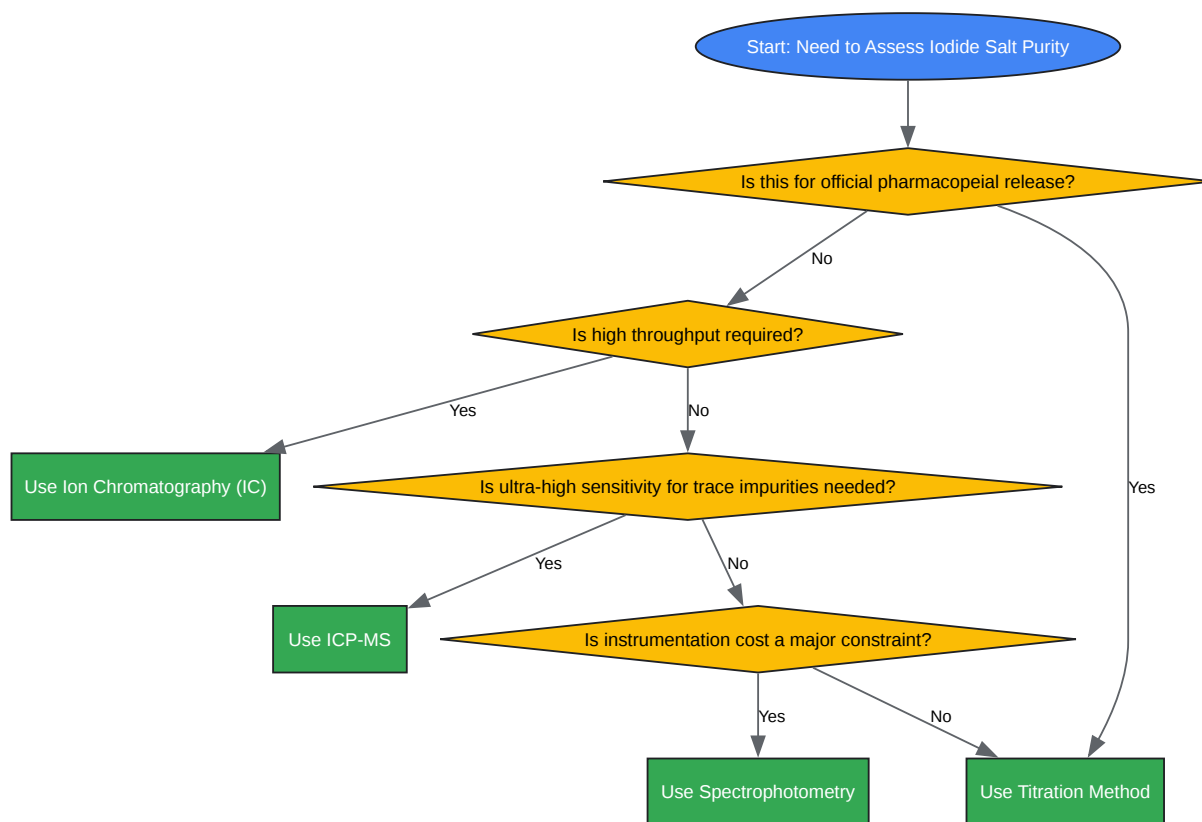 Start: Need to Assess Iodide Salt Purity
Is this for official pharmacopeial release?
No
Is high throughput required?
Yes
No
Use Ion Chromatography (IC)
Is ultra-high sensitivity for trace impurities needed?
Yes
Yes
No
Use ICP-MS
Is instrumentation cost a major constraint?
Yes
No
Use Spectrophotometry
Use Titration Method